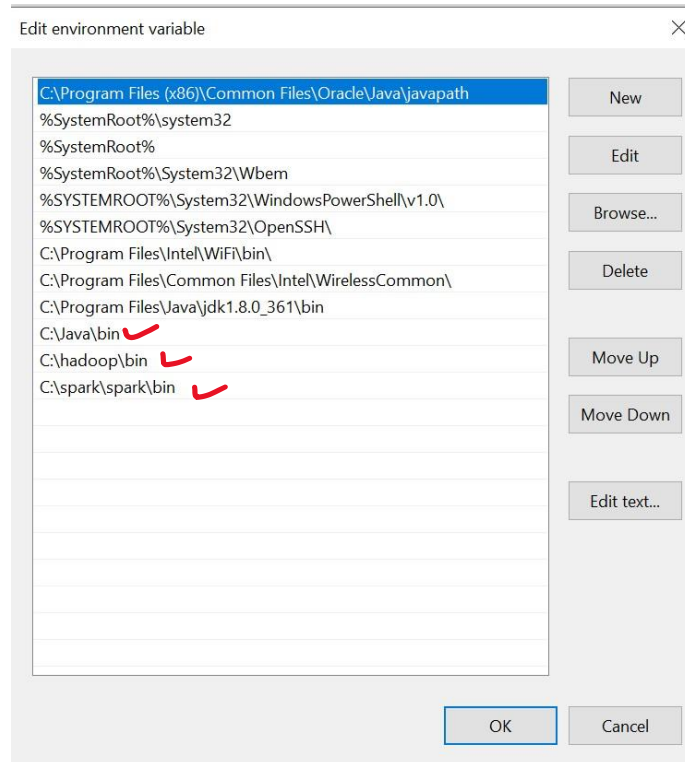 Edit environment variable
C:\Program Files (x86)\Common Files\Oracle\Java\javapath
%SystemRoot%\system32
%SystemRoot%
%SystemRoot%\System32\Wbem
%SYSTEMROOT%\System32\WindowsPowerShell\v1.0\
%SYSTEMROOT%\System32\OpenSSH\
C:\Program Files\Intel\WiFi\bin\
C:\Program Files\Common Files\Intel\WirelessCommon\
C:\Program Files\Java\jdk1.8.0_361\bin
C:\Java\bin
C:\hadoop\bin
C:\spark\spark\bin
New
Edit
Browse...
Delete
Move Up
Move Down
Edit text...
OK
Cancel